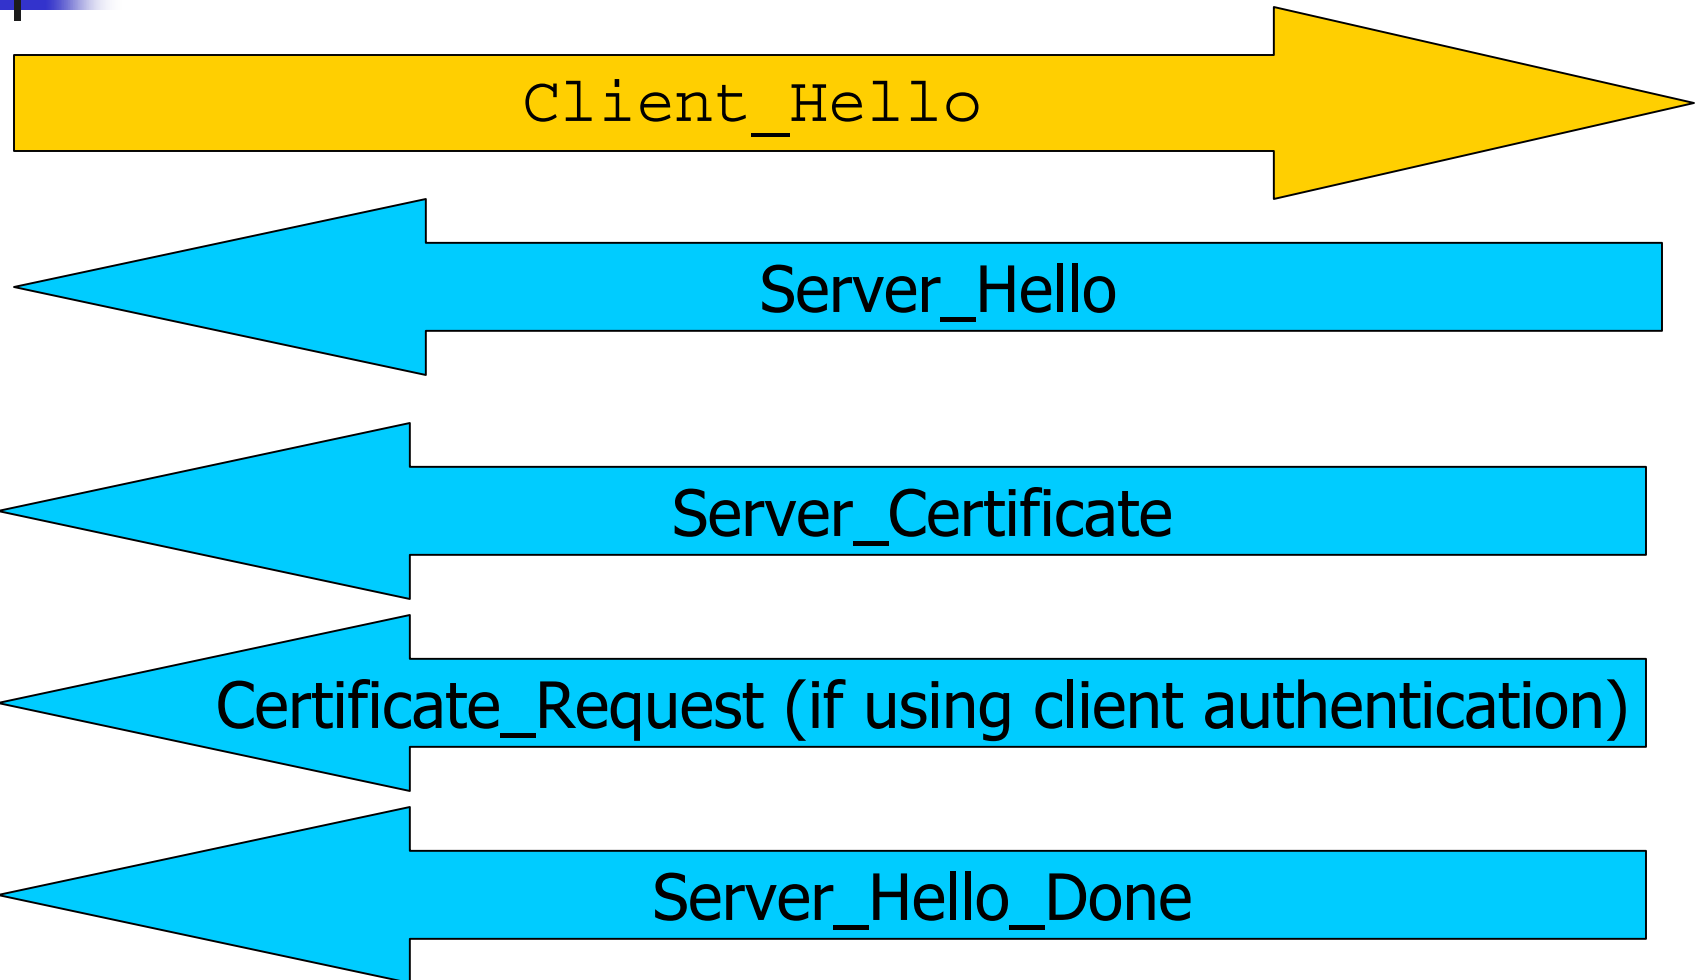 Client_Hello
Server_Hello
Server_Certificate
Certificate_Request (if using client authentication)
Server_Hello_Done